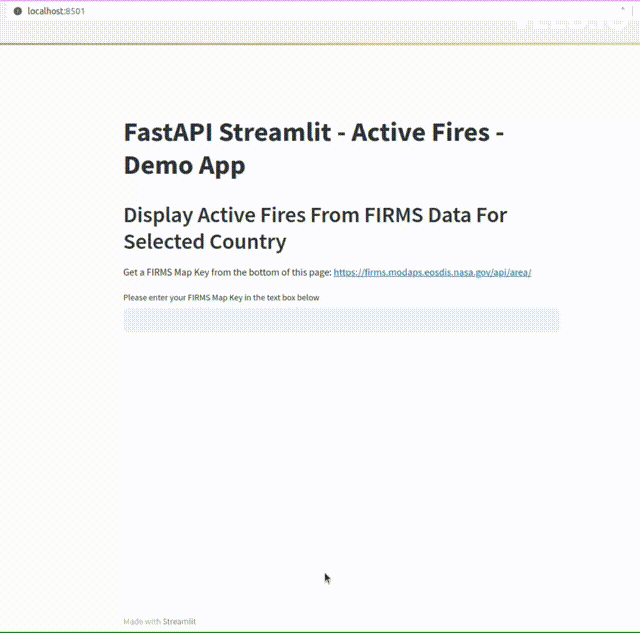 localhost:8501
FastAPI Streamlit - Active Fires -
Demo App
Display Active Fires From FIRMS Data For
Selected Country
Get a FIRMS Map Key from the bottom of this page: https://firms.modaps.eosdis.nasa.gov/api/area/
Please enter your FIRMS Map Key in the text box below
Made with Streamlit